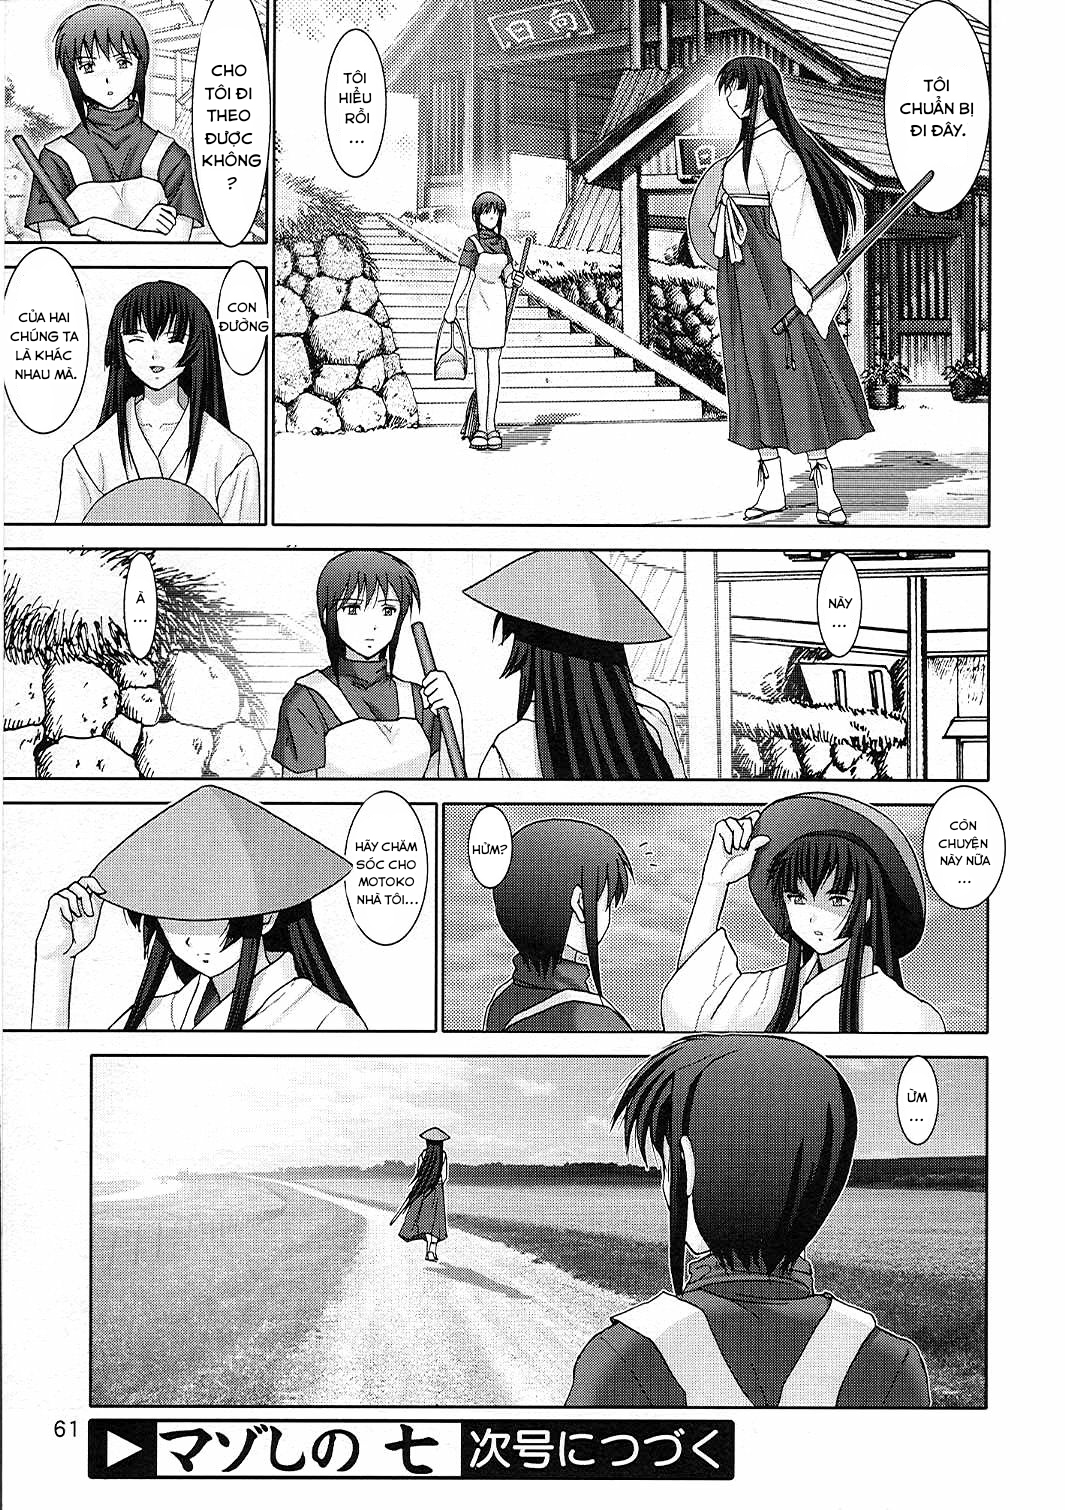 TÔI
CHUẨN BỊ
ĐI ĐÂY.
TÔI
HIỂU
RỒI
...
CHO
TÔI ĐI
THEO
ĐƯỢC
KHÔNG
?
CON
ĐƯỜNG
CỦA HAI
CHÚNG TA
LÀ KHÁC
NHAU MÀ.
NÀY
...
À
...
CÒN
CHUYỆN
NÀY NỮA
...
HỬM?
HÃY CHĂM
SÓC CHO
MOTOKO
NHÀ TÔI...
ỪM
...
61
▶ マゾしの 七 次号につづく